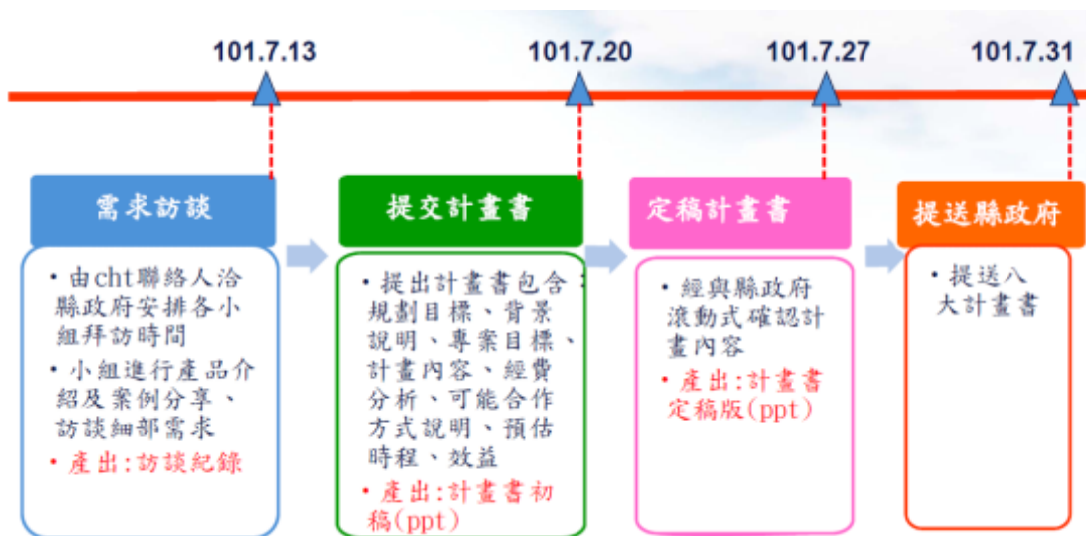 101.7.13
101.7.20
101.7.27
101.7.31
需求訪談
• 由cht聯絡人洽
縣政府安排各小
組拜訪時間
• 小組進行產品介
紹及案例分享、
訪談細部需求
• 產出:訪談紀錄
提交計畫書
• 提出計畫書包含：
規劃目標、背景
說明、專案目標、
計畫內容、經費
分析、可能合作
方式說明、預估
時程、效益
• 產出:計畫書初
稿(ppt)
定稿計畫書
• 經與縣政府
滾動式確認計
畫內容
• 產出:計畫書
定稿版(ppt)
提送縣政府
• 提送八
大計畫書